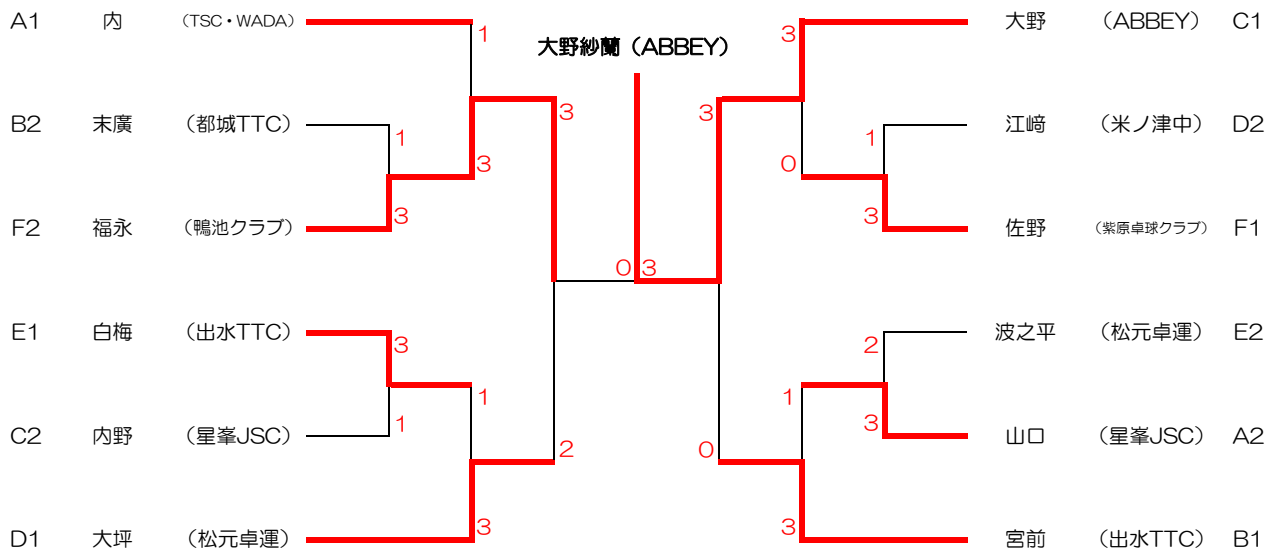 A1 内 (TSC・WADA) 1 3 大野 (ABBEY) C1
大野紗蘭 (ABBEY)
3 3
B2 末廣 (都城TTC) 1 1 江﨑 (米ノ津中) D2
3 0
F2 福永 (鴨池クラブ) 3 3 佐野 (紫原卓球クラブ) F1
0 3
E1 白梅 (出水TTC) 3 2 波之平 (松元卓運) E2
1 1
C2 内野 (星峯JSC) 1 3 山口 (星峯JSC) A2
2 0
D1 大坪 (松元卓運) 3 3 宮前 (出水TTC) B1